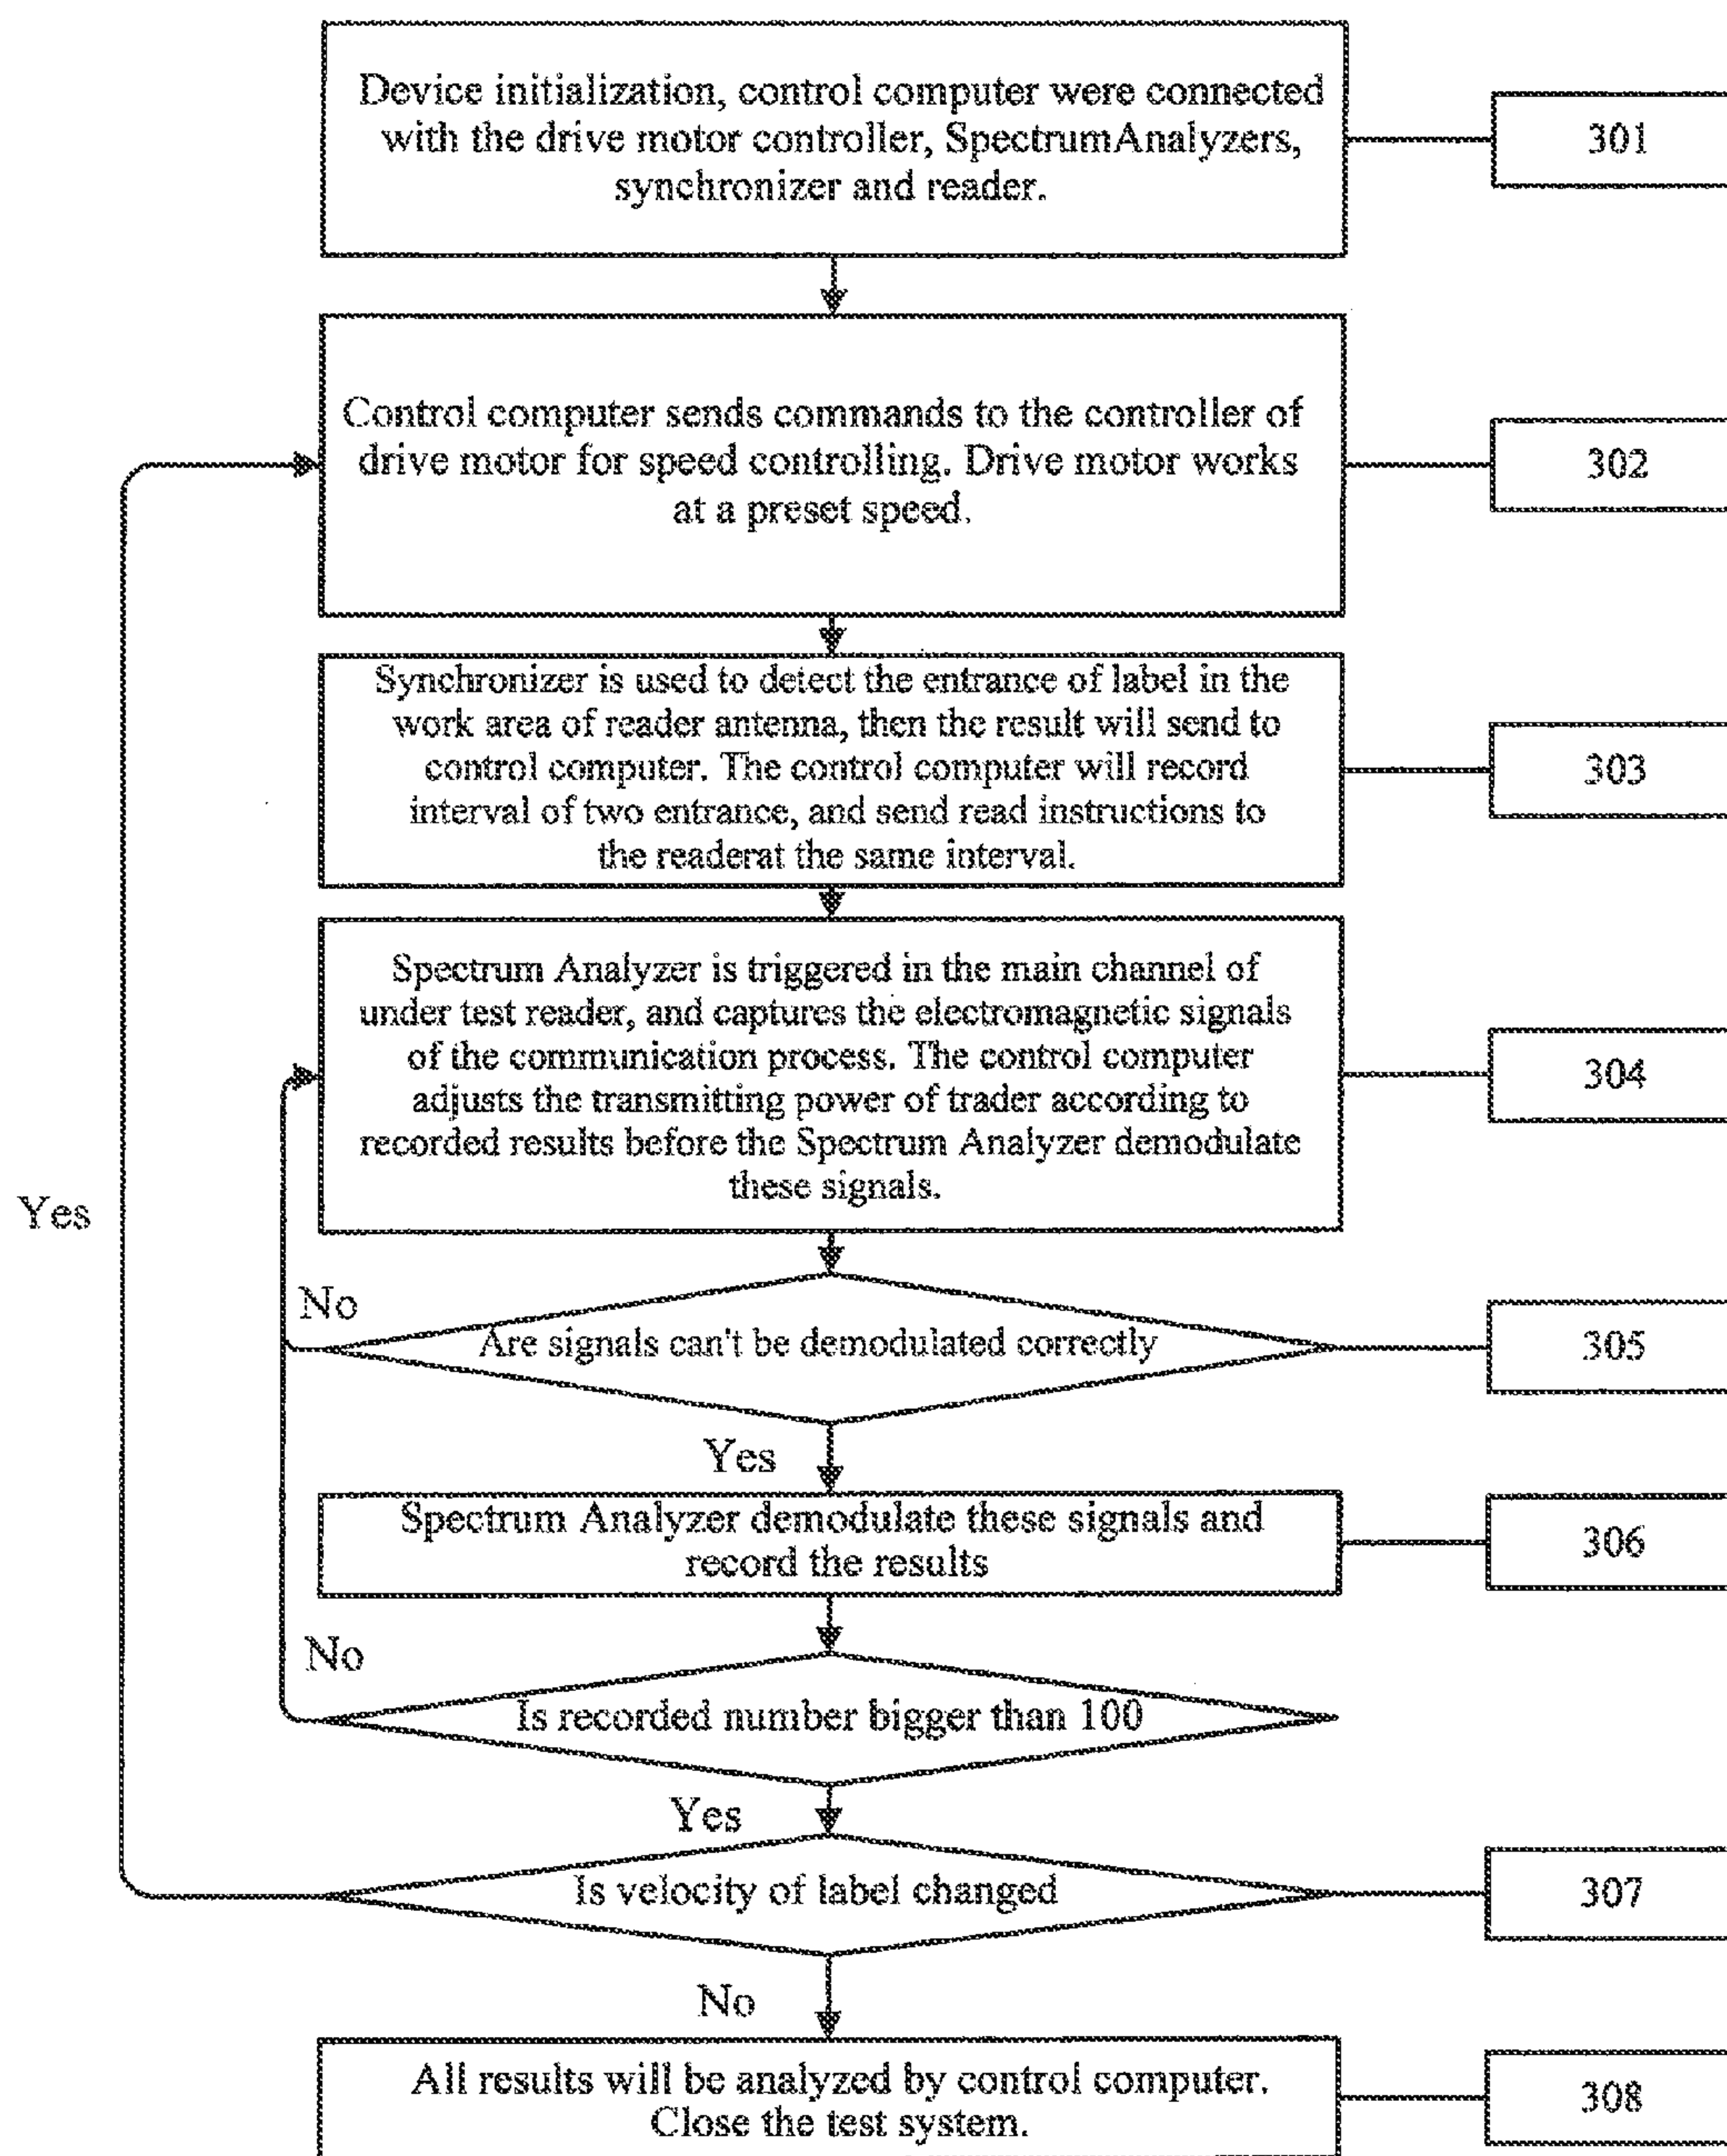 Device initialization, control computer were connected
with the drive motor controller, SpectrumAnalyzers,
synchronizer and reader.
301
Control computer sends commands to the controller of
drive motor for speed controlling. Drive motor works
at a preset speed.
302
Synchronizer is used to detect the entrance of label in the
work area of reader antenna, then the result will send to
control computer. The control computer will record
interval of two entrance, and send read instructions to
the readerat the same interval.
303
Spectrum Analyzer is triggered in the main channel of
under test reader, and captures the electromagnetic signals
of the communication process. The control computer
adjusts the transmitting power of trader according to
recorded results before the Spectrum Analyzer demodulate
these signals.
304
Yes
No
Are signals can't be demodulated correctly
305
Yes
Spectrum Analyzer demodulate these signals and
record the results
306
No
Is recorded number bigger than 100
Yes
Is velocity of label changed
307
No
All results will be analyzed by control computer.
Close the test system.
308